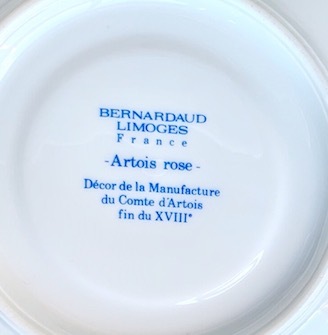 BERNARDAUD
LIMOGES
France
-Artois rose-
Décor de la Manufacture
du Comte d'Artois
fin du XVIIIᵉ